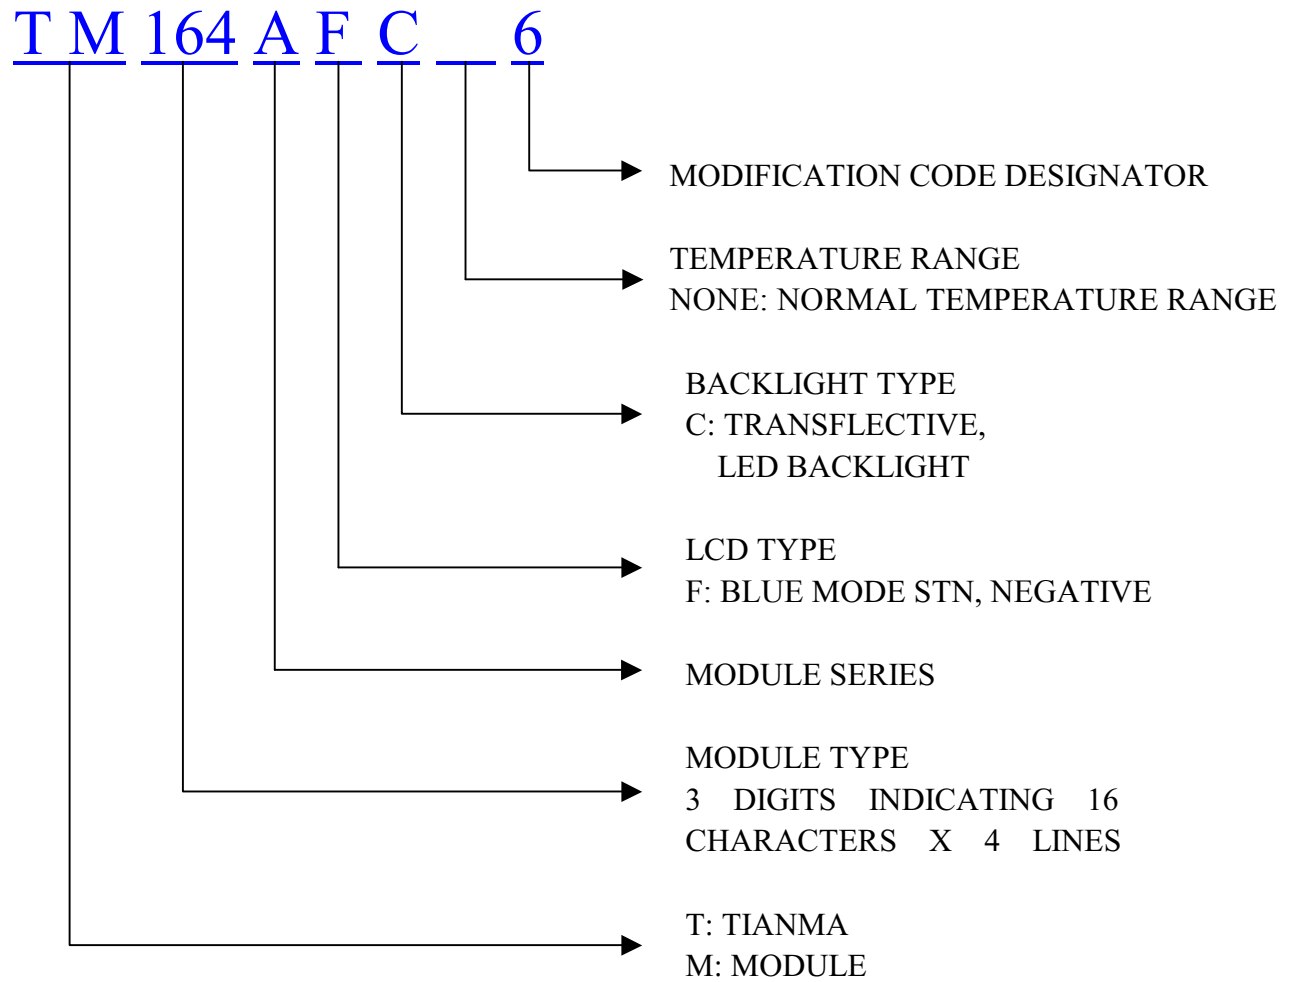 T M 164 A F C 6
MODIFICATION CODE DESIGNATOR
TEMPERATURE RANGE
NONE: NORMAL TEMPERATURE RANGE
BACKLIGHT TYPE
C: TRANSFLECTIVE,
LED BACKLIGHT
LCD TYPE
F: BLUE MODE STN, NEGATIVE
MODULE SERIES
MODULE TYPE
3 DIGITS INDICATING 16
CHARACTERS X 4 LINES
T: TIANMA
M: MODULE